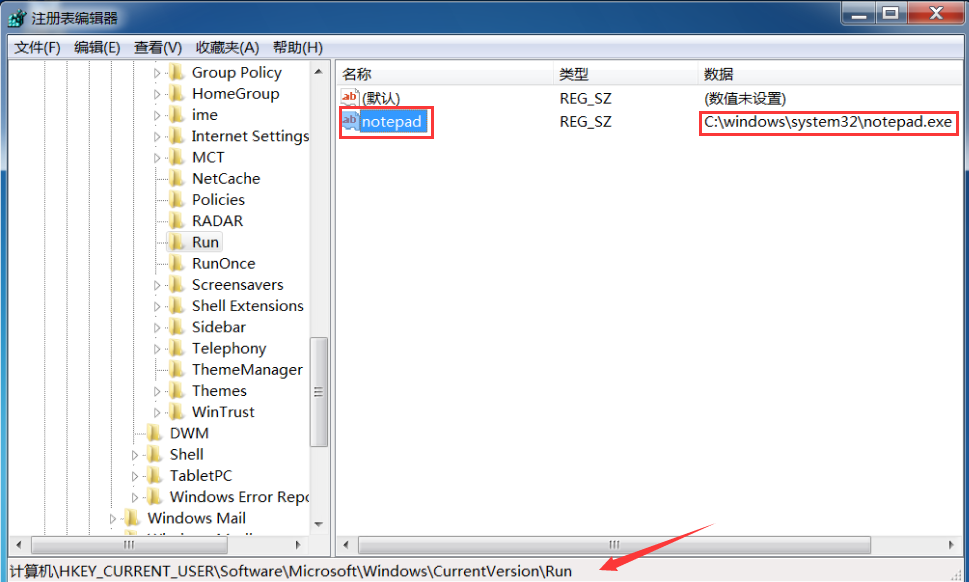 注册表编辑器
文件(F) 编辑(E) 查看(V) 收藏夹(A) 帮助(H)
Group Policy
HomeGroup
ime
Internet Settings
MCT
NetCache
Policies
RADAR
Run
RunOnce
Screensavers
Shell Extensions
Sidebar
Telephony
ThemeManager
Themes
WinTrust
DWM
Shell
TabletPC
Windows Error Repo
Windows Mail
名称 类型 数据
ab (默认) REG_SZ (数值未设置)
ab notepad REG_SZ C:\windows\system32\notepad.exe
计算机\HKEY_CURRENT_USER\Software\Microsoft\Windows\CurrentVersion\Run